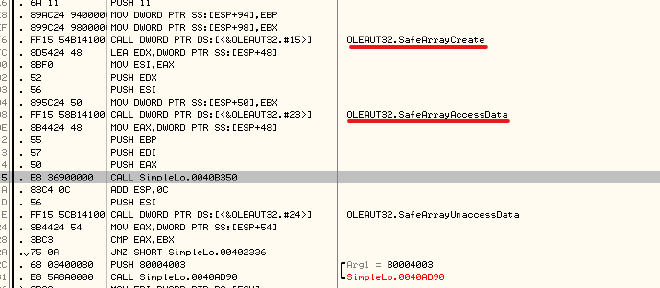 6 . 6A 11 PUSH 11
F . 89AC24 940000 MOV DWORD PTR SS:[ESP+94],EBP
F . 899C24 980000 MOV DWORD PTR SS:[ESP+98],EBX
6 . FF15 54B14100 CALL DWORD PTR DS:[<&OLEAUT32.#15>] OLEAUT32.SafeArrayCreate
C . 8D5424 48 LEA EDX,DWORD PTR SS:[ESP+48]
0 . 8BF0 MOV ESI,EAX
2 . 52 PUSH EDX
3 . 56 PUSH ESI
4 . 895C24 50 MOV DWORD PTR SS:[ESP+50],EBX
8 . FF15 58B14100 CALL DWORD PTR DS:[<&OLEAUT32.#23>] OLEAUT32.SafeArrayAccessData
E . 8B4424 48 MOV EAX,DWORD PTR SS:[ESP+48]
2 . 55 PUSH EBP
3 . 57 PUSH EDI
4 . 50 PUSH EAX
5 . E8 36900000 CALL SimpleLo.0040B350
A . 83C4 0C ADD ESP,0C
D . 56 PUSH ESI
E . FF15 5CB14100 CALL DWORD PTR DS:[<&OLEAUT32.#24>] OLEAUT32.SafeArrayUnaccessData
4 . 8B4424 54 MOV EAX,DWORD PTR SS:[ESP+54]
8 . 3BC3 CMP EAX,EBX
A . 75 0A JNZ SHORT SimpleLo.00402336
C . 68 03400080 PUSH 80004003 Arg1 = 80004003
1 . E8 5A8A0000 CALL SimpleLo.0040AD90 SimpleLo.0040AD90